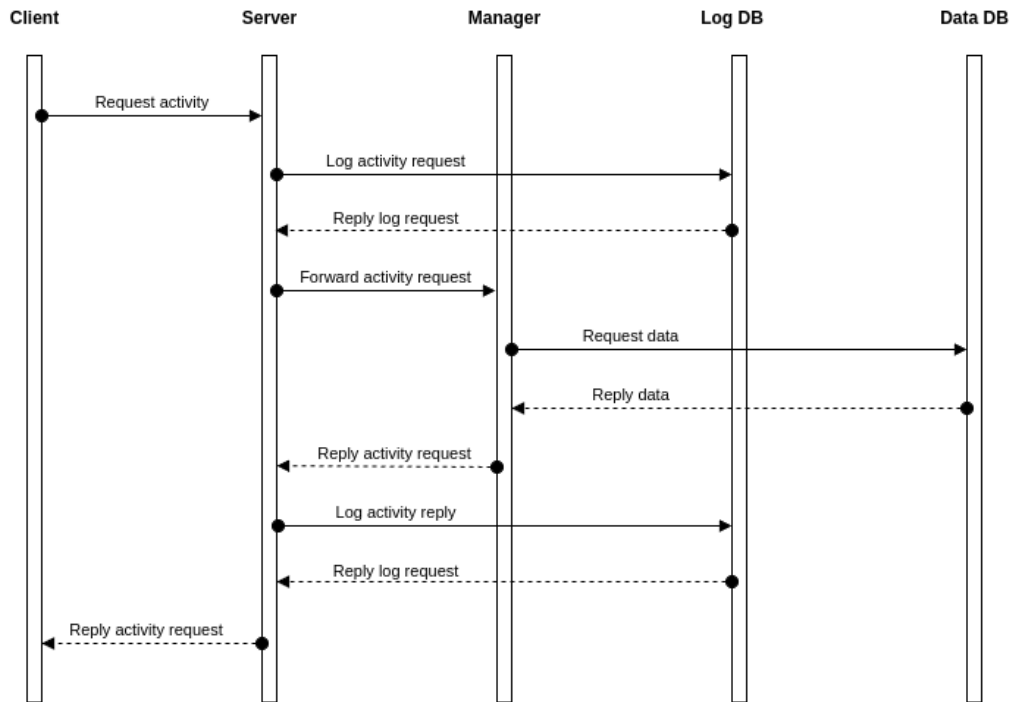 Client
Server
Manager
Log DB
Data DB
Request activity
Log activity request
Reply log request
Forward activity request
Request data
Reply data
Reply activity request
Log activity reply
Reply log request
Reply activity request